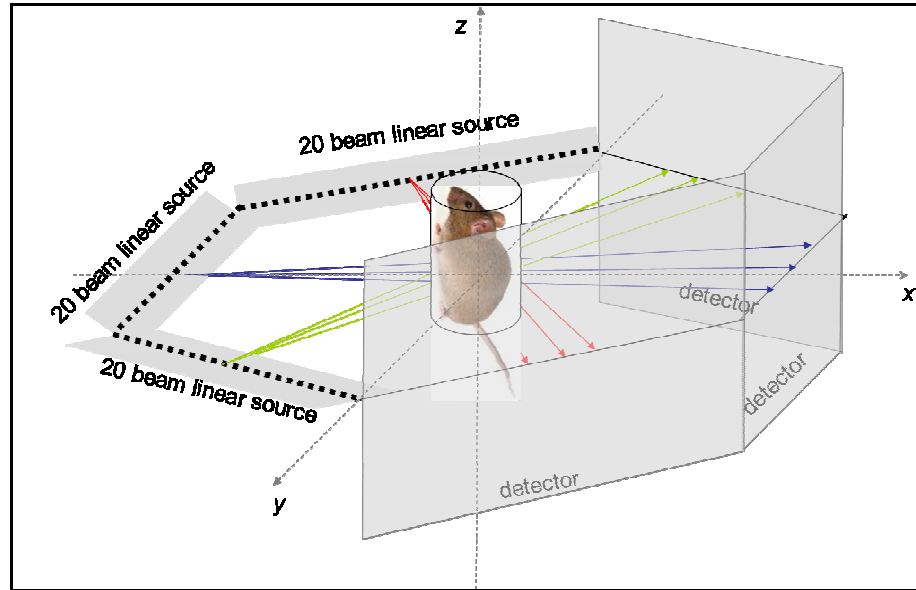 z
20 beam linear source
20 beam linear source
x
detector
20 beam linear source
detector
detector
y